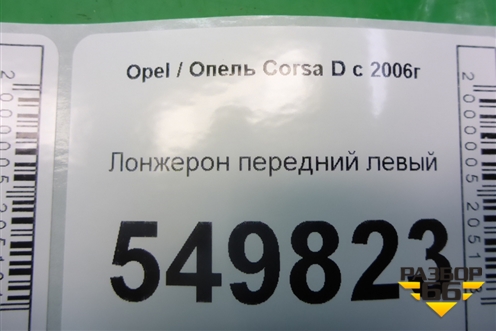 Opel / Опель Corsa D с 2006г
Лонжерон передний левый
549823
РАЗБОР
66